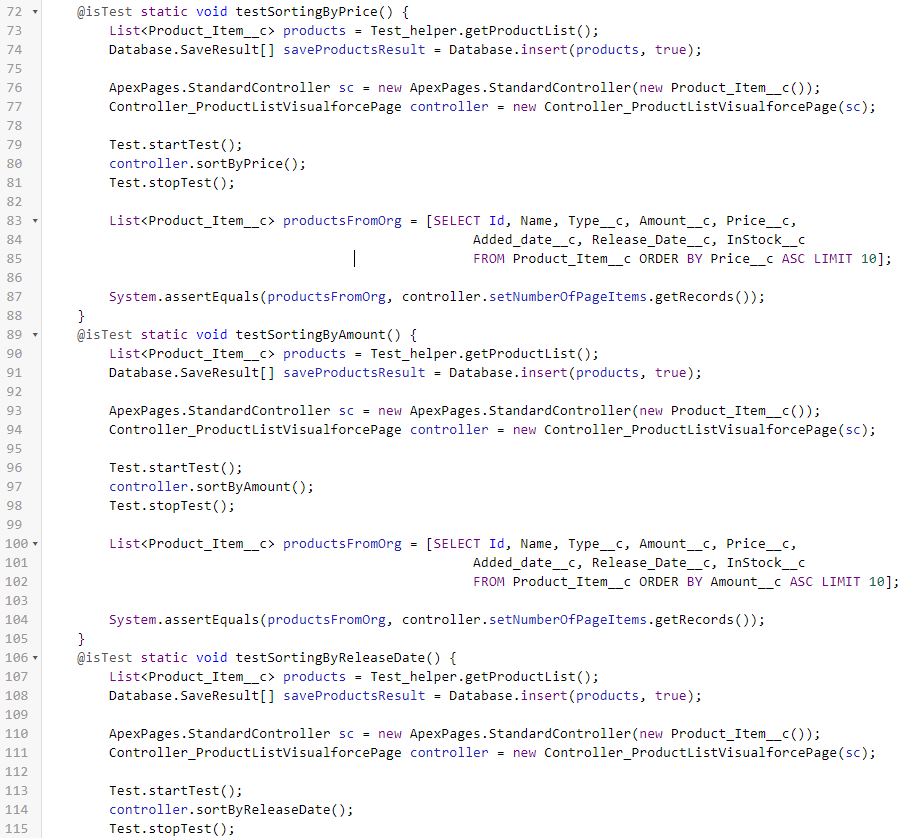 72 @isTest static void testSortingByPrice() {
73 List<Product_Item__c> products = Test_helper.getProductList();
74 Database.SaveResult[] saveProductsResult = Database.insert(products, true);
75
76 ApexPages.StandardController sc = new ApexPages.StandardController(new Product_Item__c());
77 Controller_ProductListVisualforcePage controller = new Controller_ProductListVisualforcePage(sc);
78
79 Test.startTest();
80 controller.sortByPrice();
81 Test.stopTest();
82
83 List<Product_Item__c> productsFromOrg = [SELECT Id, Name, Type__c, Amount__c, Price__c,
84 Added_date__c, Release_Date__c, InStock__c
85 FROM Product_Item__c ORDER BY Price__c ASC LIMIT 10];
86
87 System.assertEquals(productsFromOrg, controller.setNumberOfPageItems.getRecords());
88 }
89 @isTest static void testSortingByAmount() {
90 List<Product_Item__c> products = Test_helper.getProductList();
91 Database.SaveResult[] saveProductsResult = Database.insert(products, true);
92
93 ApexPages.StandardController sc = new ApexPages.StandardController(new Product_Item__c());
94 Controller_ProductListVisualforcePage controller = new Controller_ProductListVisualforcePage(sc);
95
96 Test.startTest();
97 controller.sortByAmount();
98 Test.stopTest();
99
100 List<Product_Item__c> productsFromOrg = [SELECT Id, Name, Type__c, Amount__c, Price__c,
101 Added_date__c, Release_Date__c, InStock__c
102 FROM Product_Item__c ORDER BY Amount__c ASC LIMIT 10];
103
104 System.assertEquals(productsFromOrg, controller.setNumberOfPageItems.getRecords());
105 }
106 @isTest static void testSortingByReleaseDate() {
107 List<Product_Item__c> products = Test_helper.getProductList();
108 Database.SaveResult[] saveProductsResult = Database.insert(products, true);
109
110 ApexPages.StandardController sc = new ApexPages.StandardController(new Product_Item__c());
111 Controller_ProductListVisualforcePage controller = new Controller_ProductListVisualforcePage(sc);
112
113 Test.startTest();
114 controller.sortByReleaseDate();
115 Test.stopTest();